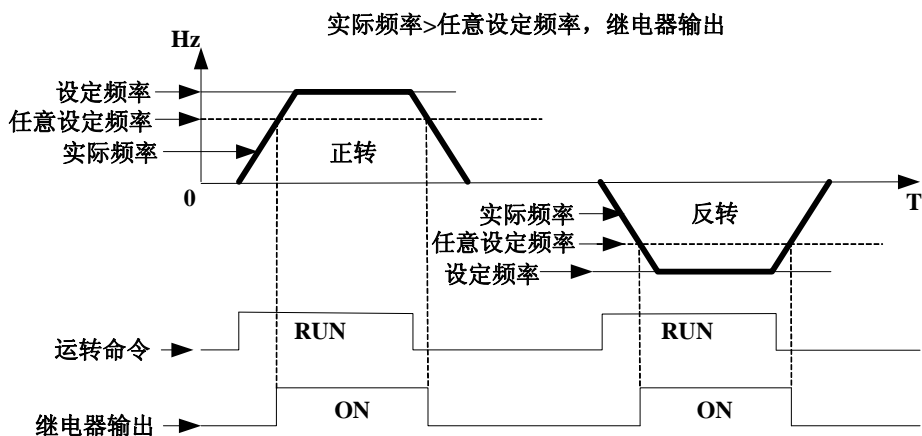 实际频率>任意设定频率，继电器输出
Hz
设定频率
任意设定频率
实际频率
正转
0
T
反转
实际频率
任意设定频率
设定频率
RUN
RUN
运转命令
ON
ON
继电器输出